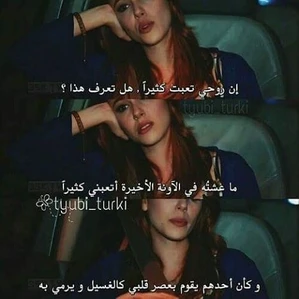 إن روحي تعبت كثيراً ، هل تعرف هذا ؟
tyubi_turki
ما عشتُه في الآونة الأخيرة أتعبني كثيراً
tyubi_turki
و كأن أحدهم يقوم بعصر قلبي كالغسيل و يرمي به